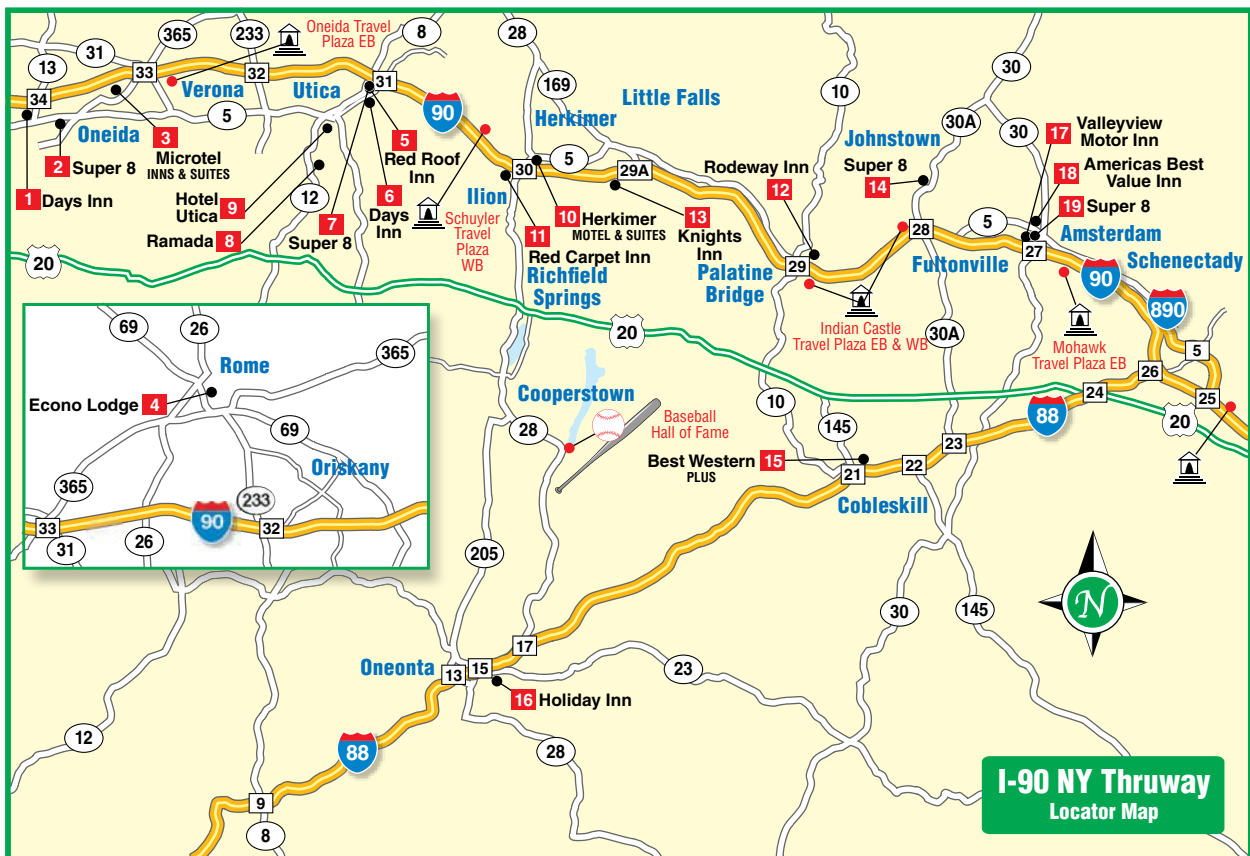 365
233
Oneida Travel
Plaza EB
8
28
31
13
33
32
31
34
Verona
Utica
90
169
Little Falls
10
30
5
Oneida
Herkimer
Johnstown
30A
30
17 Valleyview
Motor Inn
3 Microtel
INNS & SUITES
2 Super 8
1 Days Inn
5
Red Roof
Inn
30
5
29A
Rodeway Inn
12
Super 8
14
18 Americas Best
Value Inn
19 Super 8
Hotel
Utica 9
12
Ramada 8
7
Super 8
6
Days
Inn
Ilion
Schuyler
Travel
Plaza
WB
10 Herkimer
MOTEL & SUITES
11
Red Carpet Inn
13
Knights
Inn
28
5
27
Amsterdam
Fultonville
Schenectady
20
Richfield
Springs
Palatine
Bridge
29
90
890
20
Indian Castle
Travel Plaza EB & WB
30A
Mohawk
Travel Plaza EB
5
69
26
365
Rome
Econo Lodge 4
69
Oriskany
365
233
90
33
32
31
26
Cooperstown
28
Baseball
Hall of Fame
10
145
26
24
25
88
20
23
22
21
Best Western 15
PLUS
Cobleskill
205
30
145
N
17
Oneonta
13
15
23
16 Holiday Inn
12
88
28
9
8
I-90 NY Thruway
Locator Map